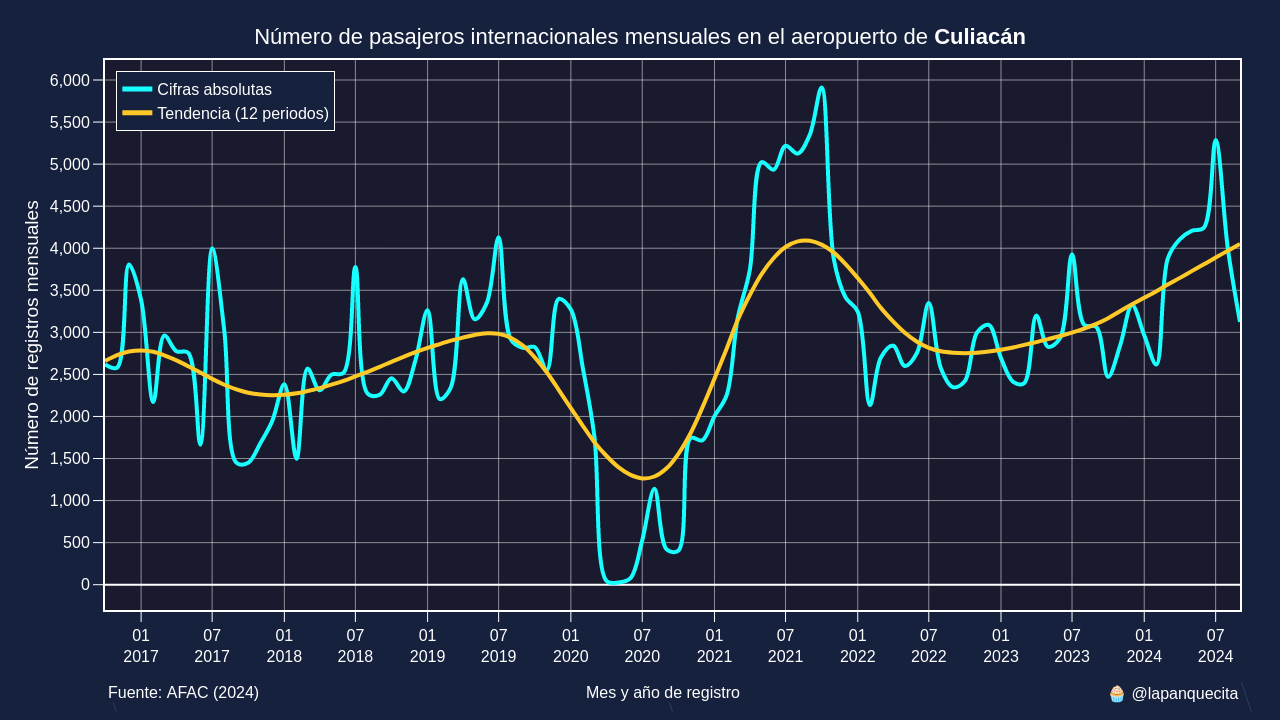 Número de pasajeros internacionales mensuales en el aeropuerto de Culiacán
Cifras absolutas
Tendencia (12 periodos)
Número de registros mensuales
6,000
5,500
5,000
4,500
4,000
3,500
3,000
2,500
2,000
1,500
1,000
500
0
01 07 01 07 01 07 01 07 01 07 01 07 01 07 01 07
2017 2017 2018 2018 2019 2019 2020 2020 2021 2021 2022 2022 2023 2023 2024 2024
Fuente: AFAC (2024) Mes y año de registro 🧁 @lapanquecita